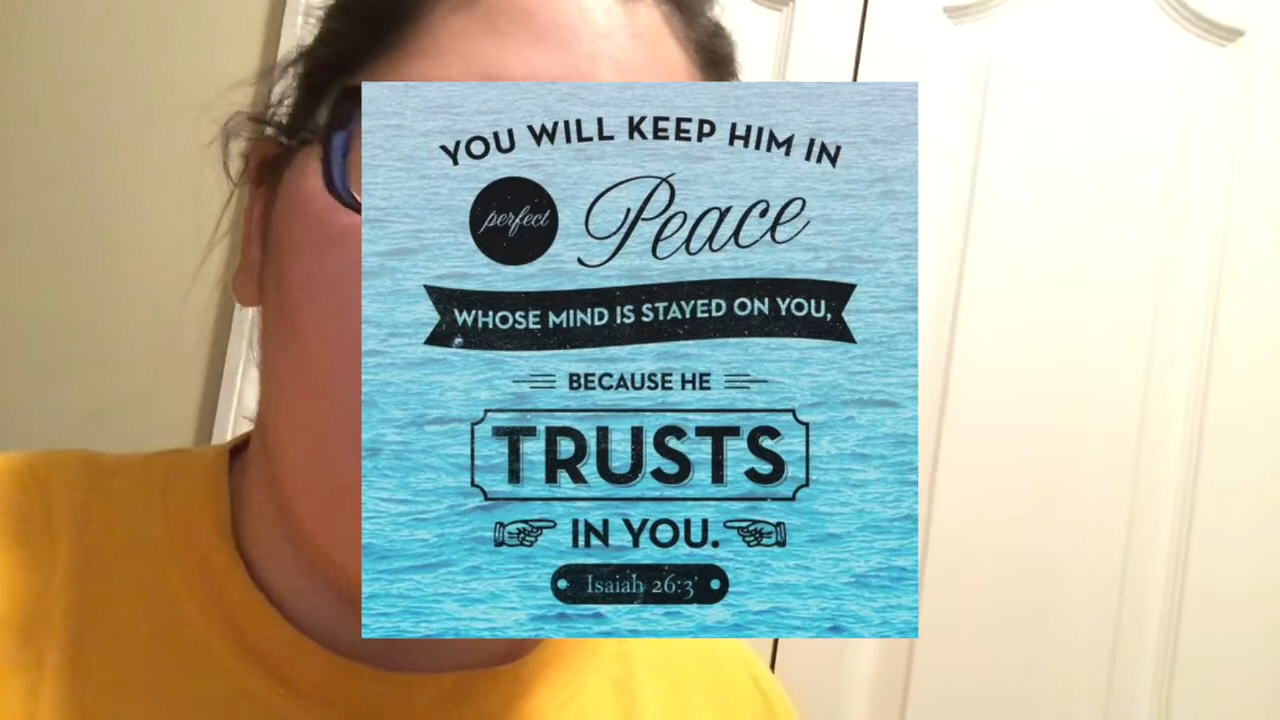 YOU WILL KEEP HIM IN
perfect Peace
WHOSE MIND IS STAYED ON YOU,
BECAUSE HE
TRUSTS
IN YOU.
Isaiah 26:3